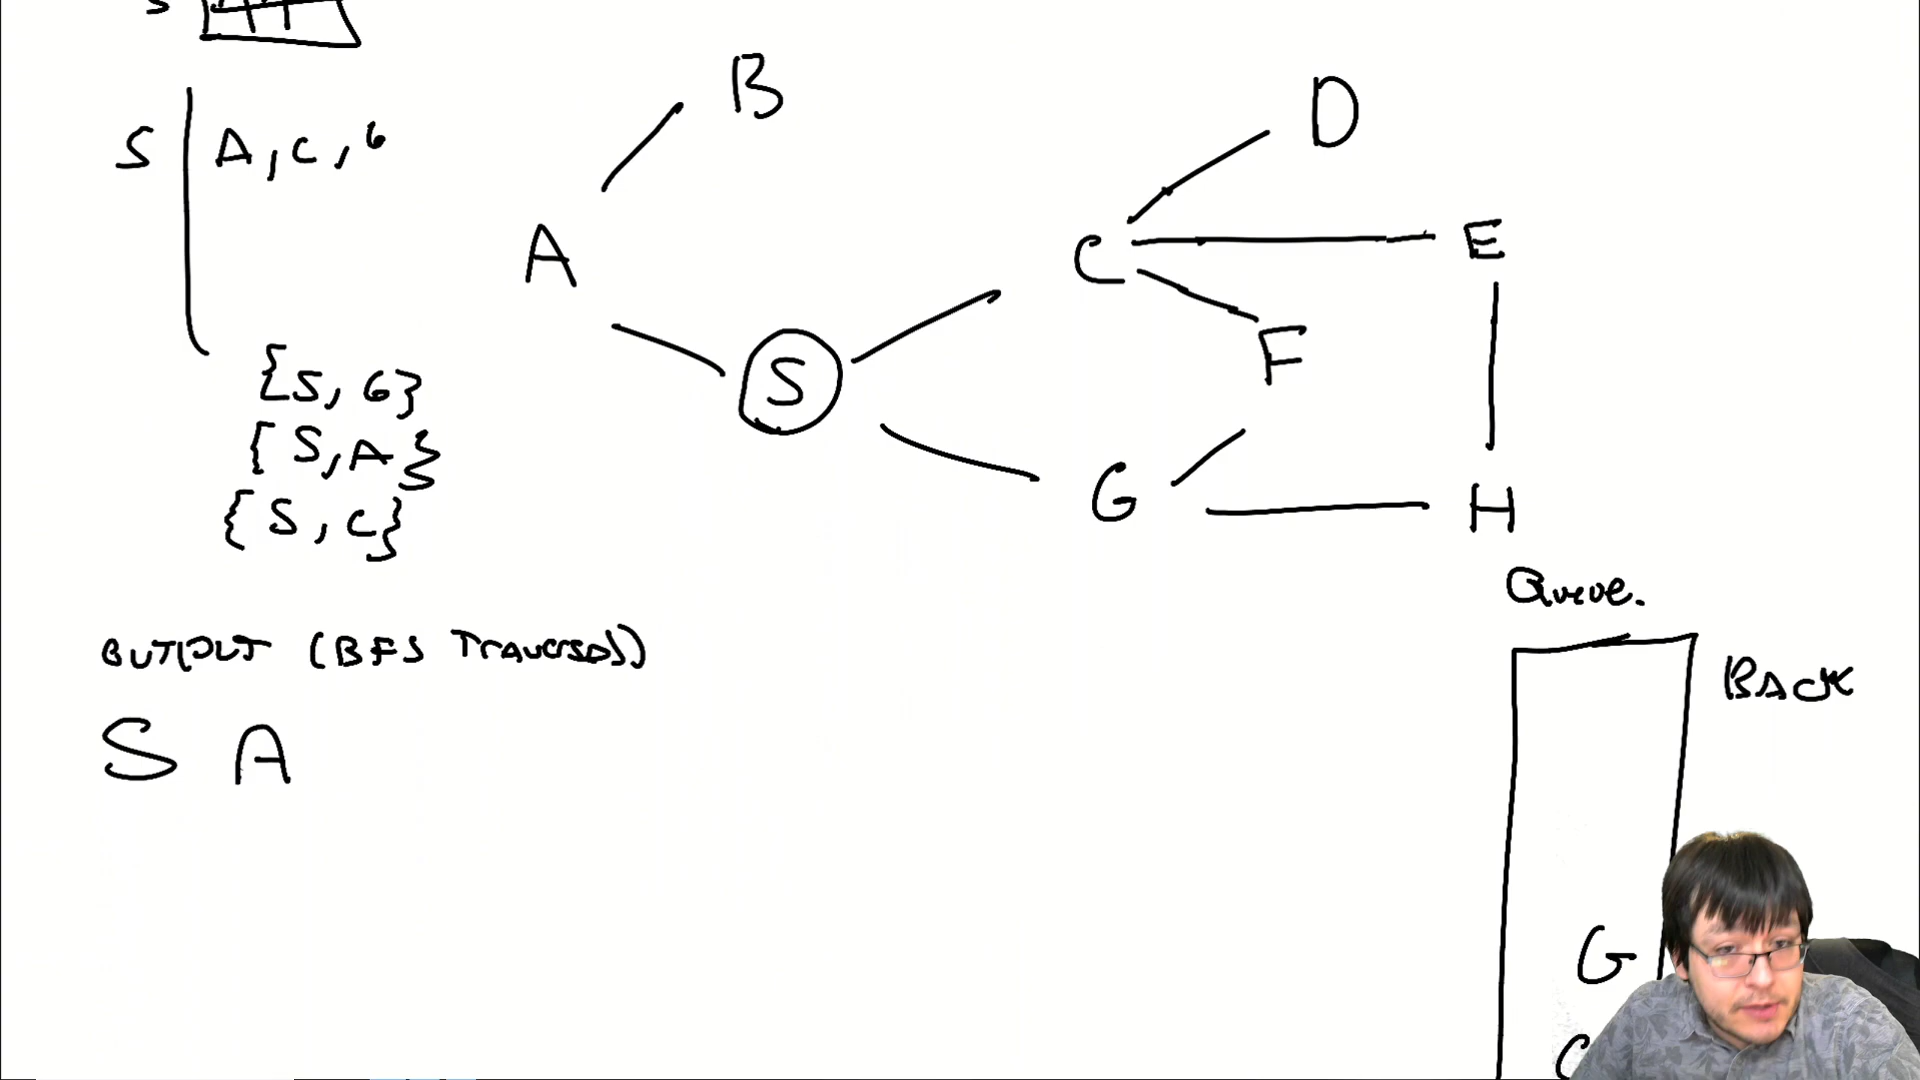 S
S A, C, G
{S, G}
{S, A}
{S, C}
B
A
S
C
D
E
F
G
H
OUTPUT (BFS Traversal)
S A
Queue.
BACK
G
C